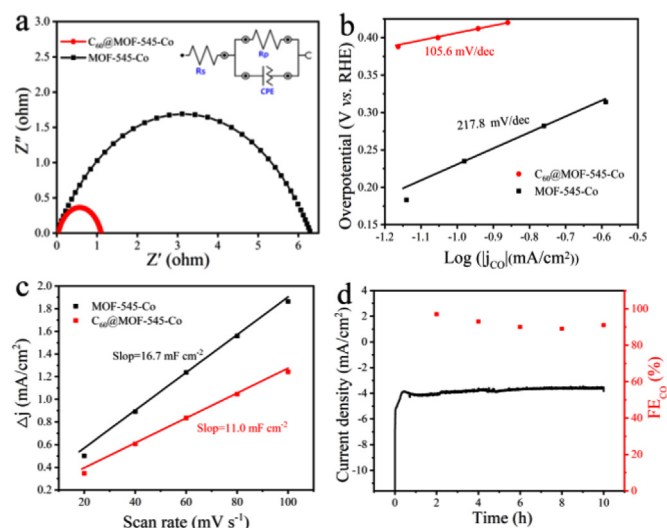 a
C60@MOF-545-Co
MOF-545-Co
Rs
Rp
CPE
Z″ (ohm)
2.5
2.0
1.5
1.0
0.5
0.0
0 1 2 3 4 5 6
Z′ (ohm)
b
105.6 mV/dec
217.8 mV/dec
C60@MOF-545-Co
MOF-545-Co
Overpotential (V vs. RHE)
0.40
0.35
0.30
0.25
0.20
0.15
-1.2 -1.1 -1.0 -0.9 -0.8 -0.7 -0.6 -0.5
Log (|jCO|(mA/cm²))
c
MOF-545-Co
C60@MOF-545-Co
Slop=16.7 mF cm⁻²
Slop=11.0 mF cm⁻²
△j (mA/cm²)
2.0
1.8
1.6
1.4
1.2
1.0
0.8
0.6
0.4
0.2
20 40 60 80 100
Scan rate (mV s⁻¹)
d
Current density (mA/cm²)
4
2
0
-2
-4
-6
-8
-10
0 2 4 6 8 10
Time (h)
100
80
60
40
20
0
FECO (%)